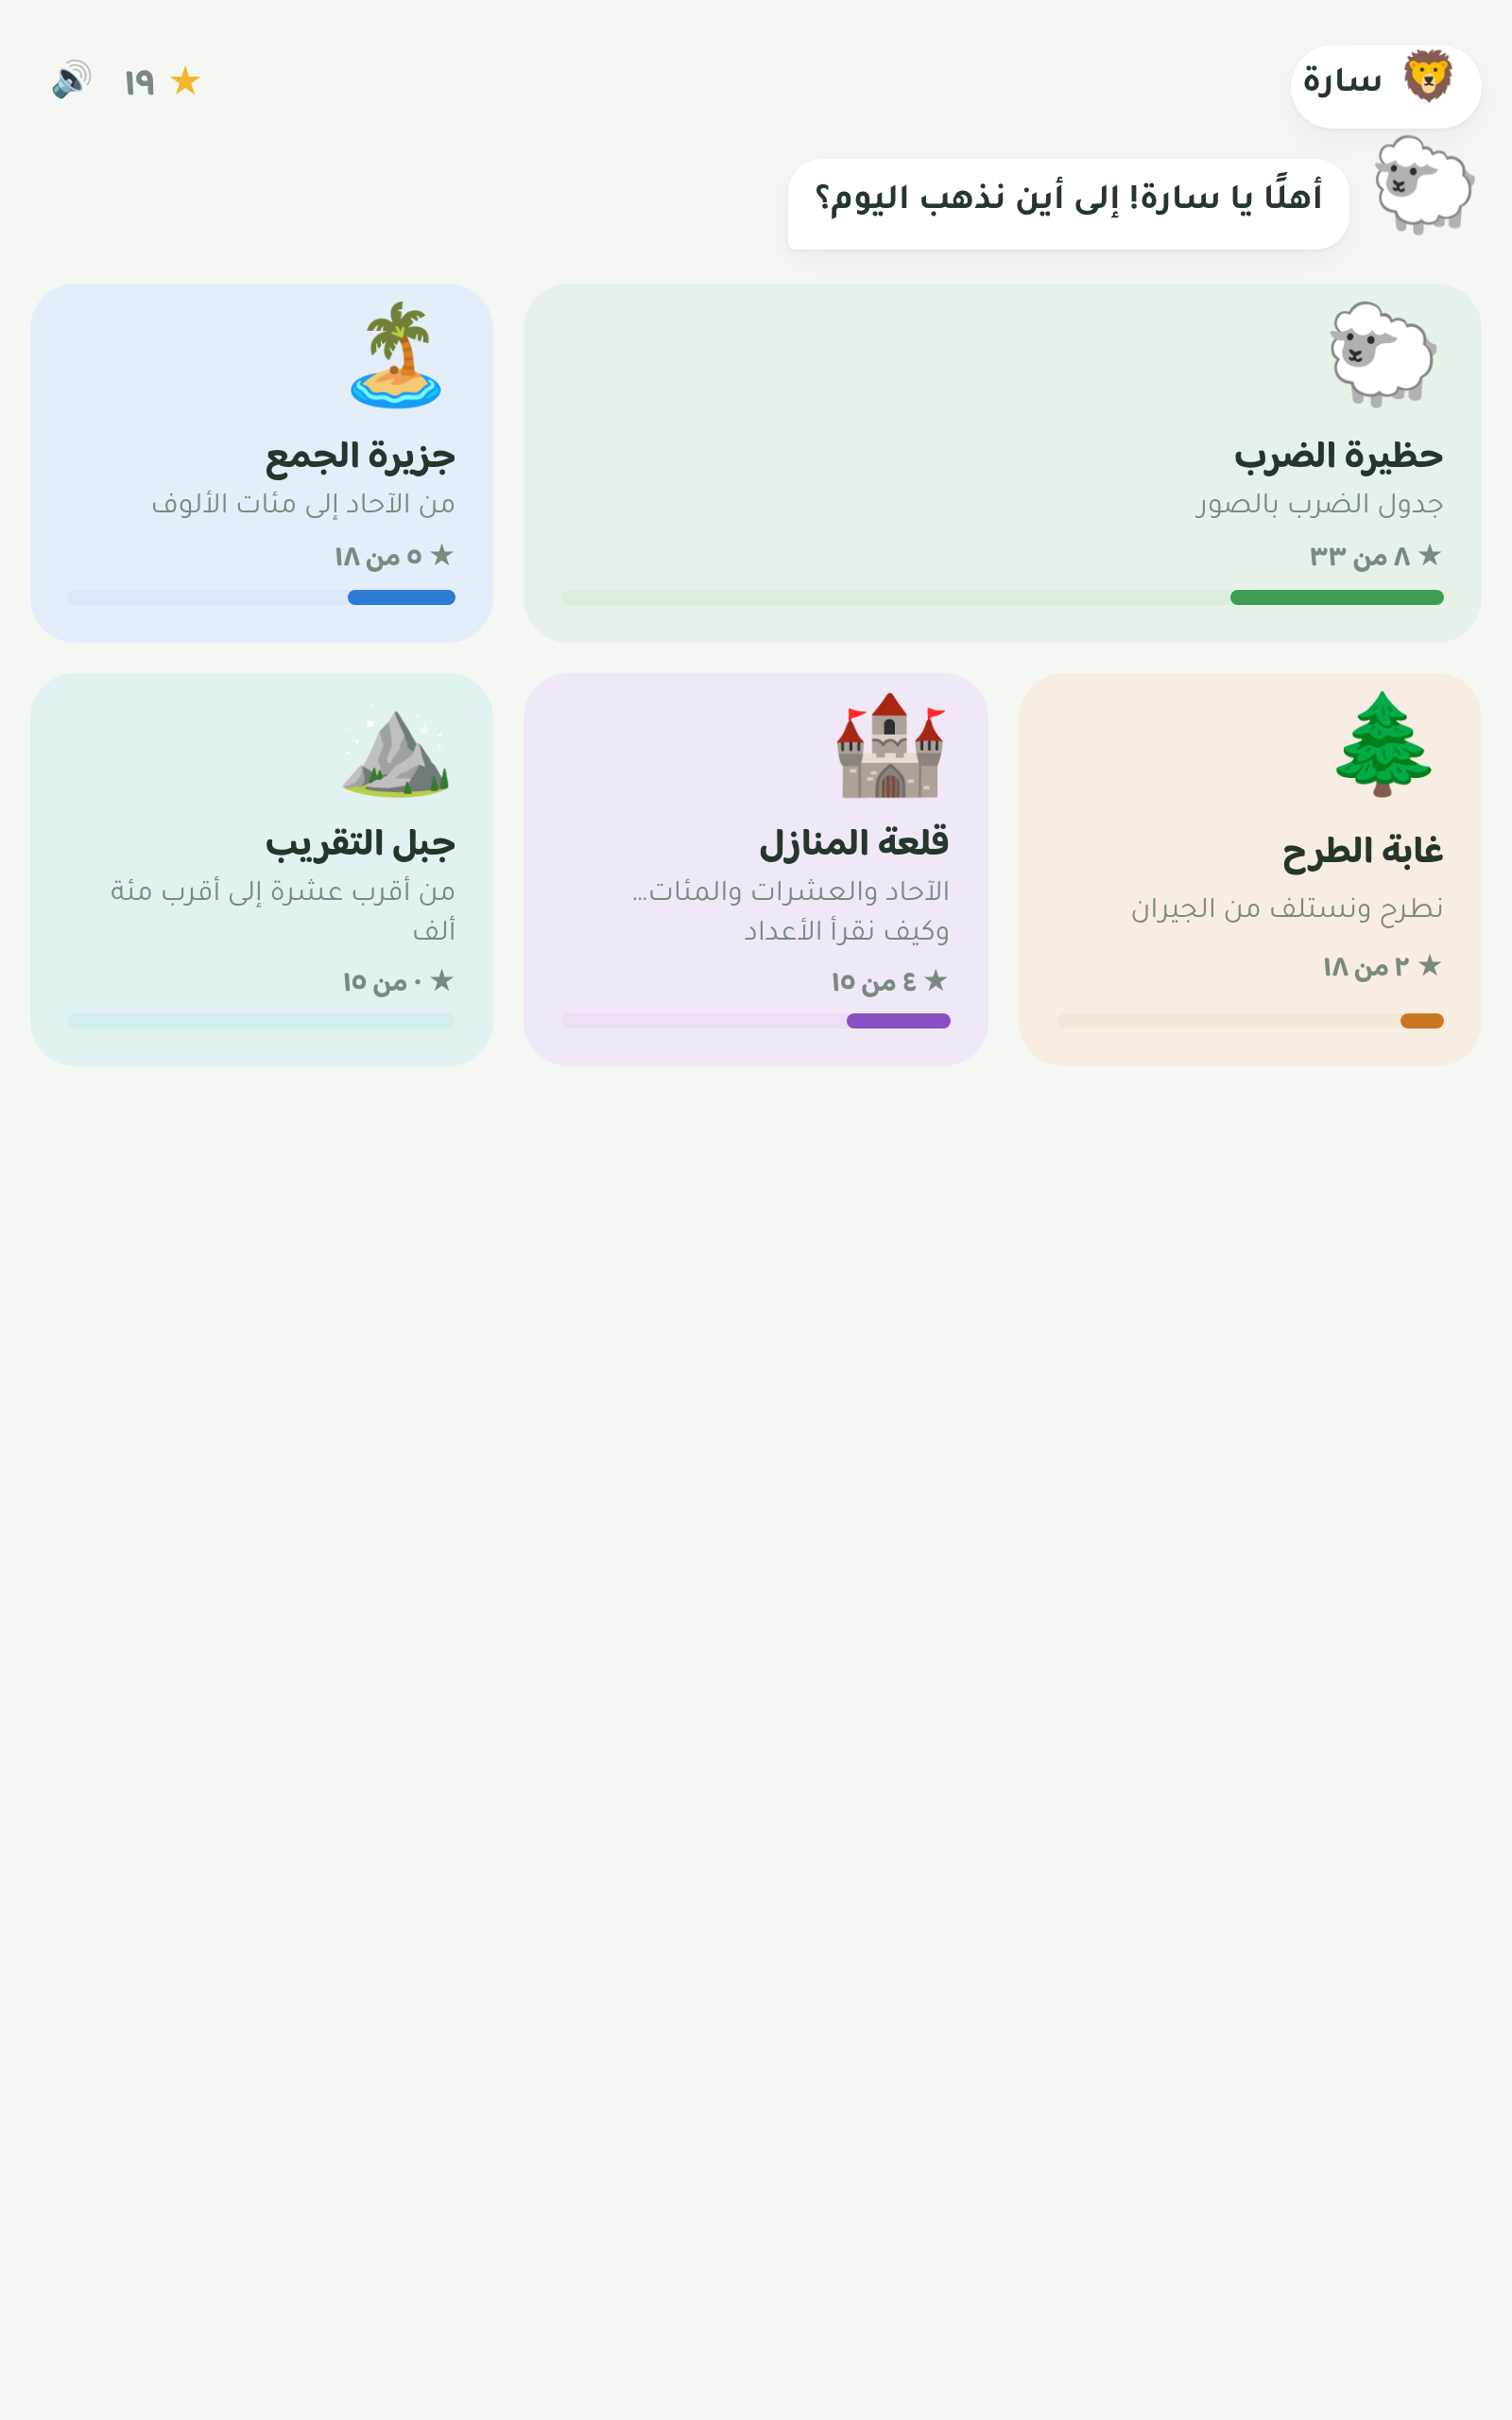 سارة
★ ١٩
أهلًا يا سارة! إلى أين نذهب اليوم؟
حظيرة الضرب
جدول الضرب بالصور
★ ٨ من ٣٣
جزيرة الجمع
من الآحاد إلى مئات الألوف
★ ٥ من ١٨
غابة الطرح
نطرح ونستلف من الجيران
★ ٢ من ١٨
قلعة المنازل
الآحاد والعشرات والمئات…
وكيف نقرأ الأعداد
★ ٤ من ١٥
جبل التقريب
من أقرب عشرة إلى أقرب مئة
ألف
★ ٠ من ١٥